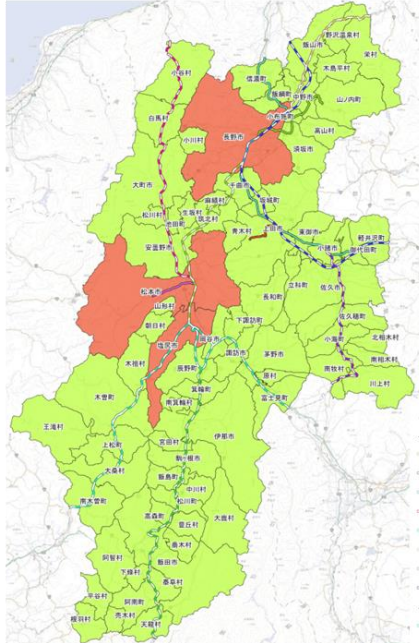 野沢温泉村
飯山市
栄村
小谷村
信濃町
木島平村
飯綱町
中野市
山ノ内町
白馬村
小布施町
長野市
高山村
小川村
須坂市
大町市
千曲市
生坂村
麻績村
坂城町
筑北村
松川村
池田町
上田市
青木村
東御市
軽井沢町
小諸市
御代田町
安曇野市
立科町
佐久市
松本市
長和町
山形村
佐久穂町
下諏訪町
朝日村
小海町
北相木村
岡谷市
塩尻市
諏訪市
茅野市
南相木村
木祖村
辰野町
南牧村
原村
川上村
箕輪町
木曽町
富士見町
南箕輪村
王滝村
伊那市
上松町
宮田村
駒ヶ根市
大桑村
飯島町
中川村
南木曽町
松川町
高森町
大鹿村
豊丘村
喬木村
阿智村
飯田市
下條村
泰阜村
平谷村
阿南町
根羽村
売木村
天龍村